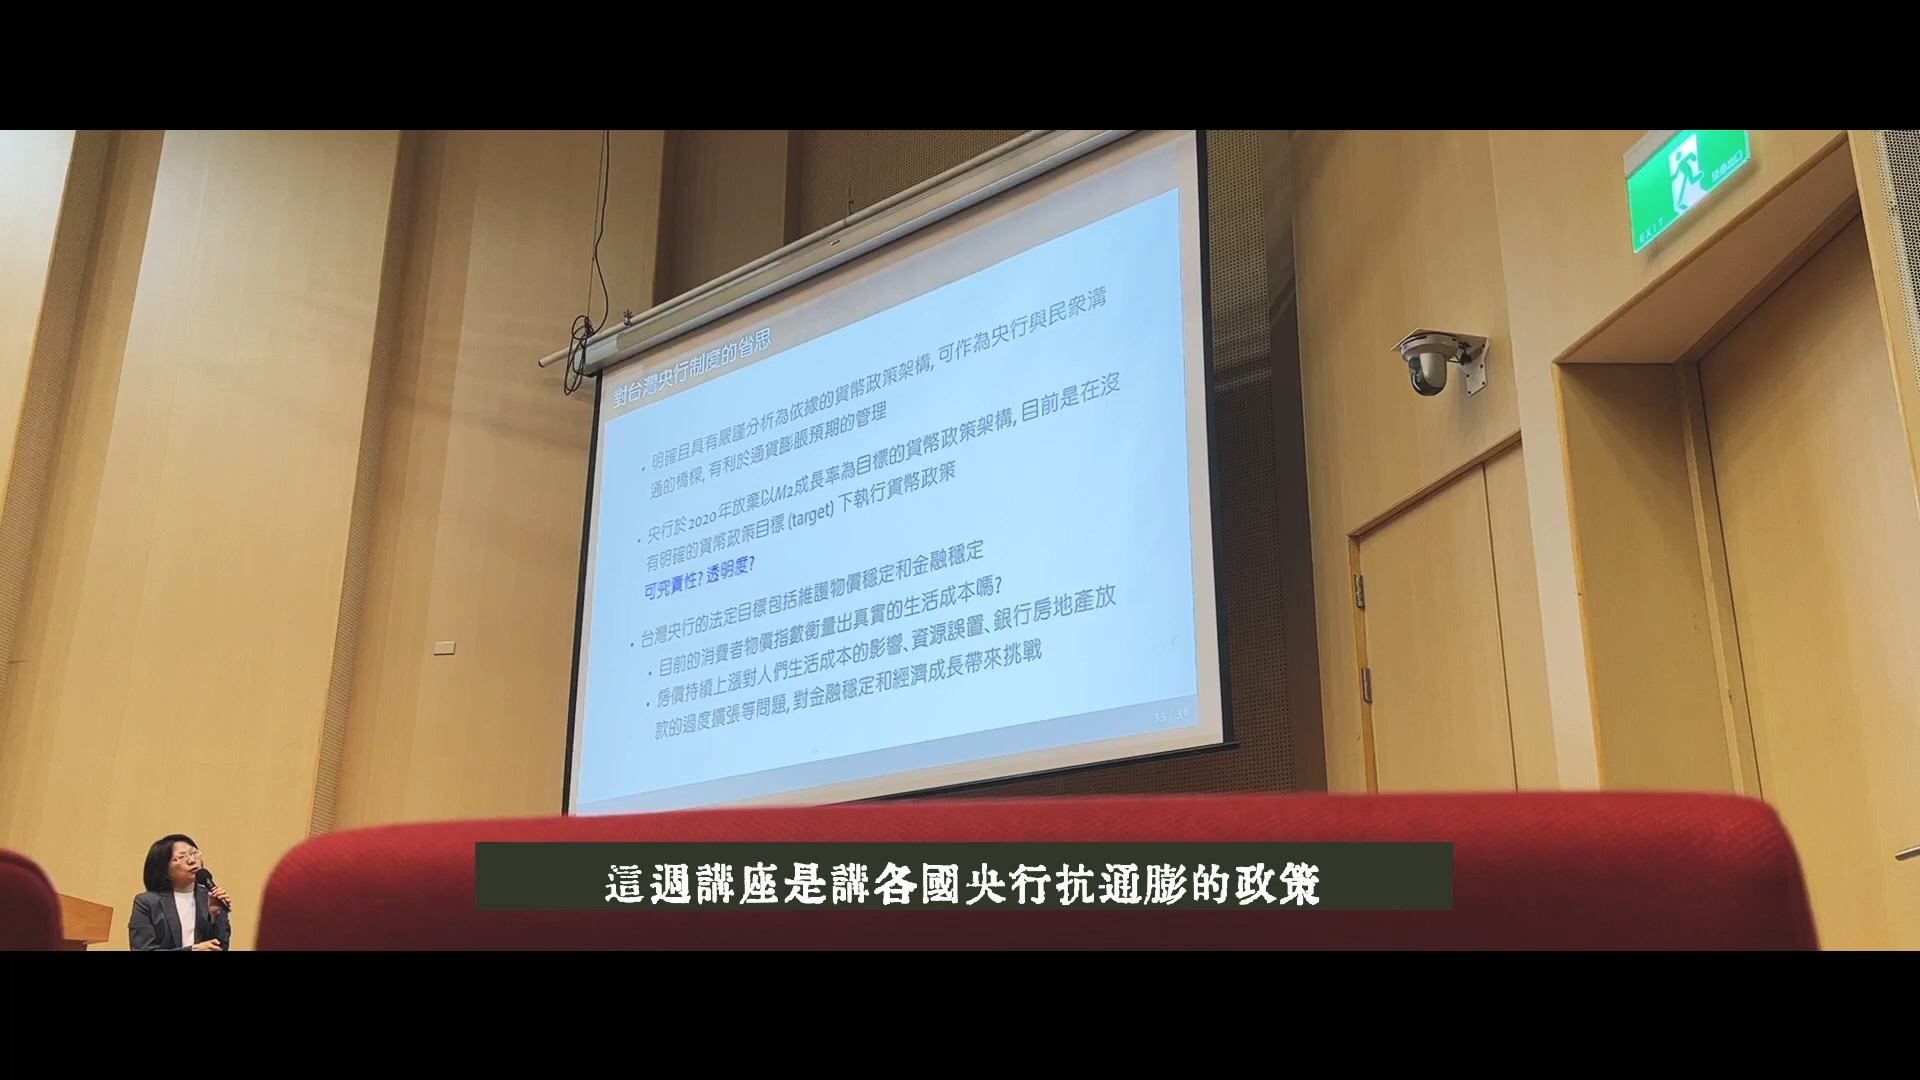 對台灣央行制度的省思
• 明確且具有嚴謹分析為依據的貨幣政策架構, 可作為央行與民眾溝
通的橋樑, 有利於通貨膨脹預期的管理
• 央行於2020年放棄以M2成長率為目標的貨幣政策架構, 目前是在沒
有明確的貨幣政策目標 (target) 下執行貨幣政策
可究責性? 透明度?
• 台灣央行的法定目標包括維護物價穩定和金融穩定
• 目前的消費者物價指數衡量出真實的生活成本嗎?
• 房價持續上漲對人們生活成本的影響、資源誤置、銀行房地產放
款的過度擴張等問題, 對金融穩定和經濟成長帶來挑戰
35 / 36
緊急出口
EXIT
這週講座是講各國央行抗通膨的政策